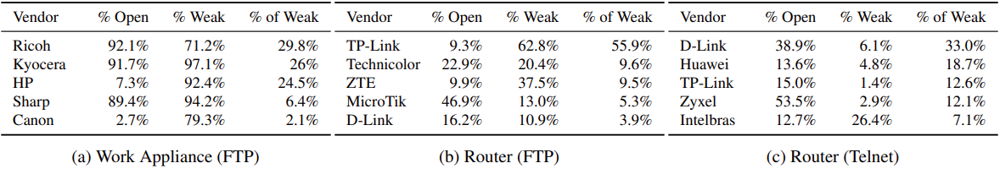 Vendor % Open % Weak % of Weak
Ricoh 92.1% 71.2% 29.8%
Kyocera 91.7% 97.1% 26%
HP 7.3% 92.4% 24.5%
Sharp 89.4% 94.2% 6.4%
Canon 2.7% 79.3% 2.1%
(a) Work Appliance (FTP)
Vendor % Open % Weak % of Weak
TP-Link 9.3% 62.8% 55.9%
Technicolor 22.9% 20.4% 9.6%
ZTE 9.9% 37.5% 9.5%
MicroTik 46.9% 13.0% 5.3%
D-Link 16.2% 10.9% 3.9%
(b) Router (FTP)
Vendor % Open % Weak % of Weak
D-Link 38.9% 6.1% 33.0%
Huawei 13.6% 4.8% 18.7%
TP-Link 15.0% 1.4% 12.6%
Zyxel 53.5% 2.9% 12.1%
Intelbras 12.7% 26.4% 7.1%
(c) Router (Telnet)